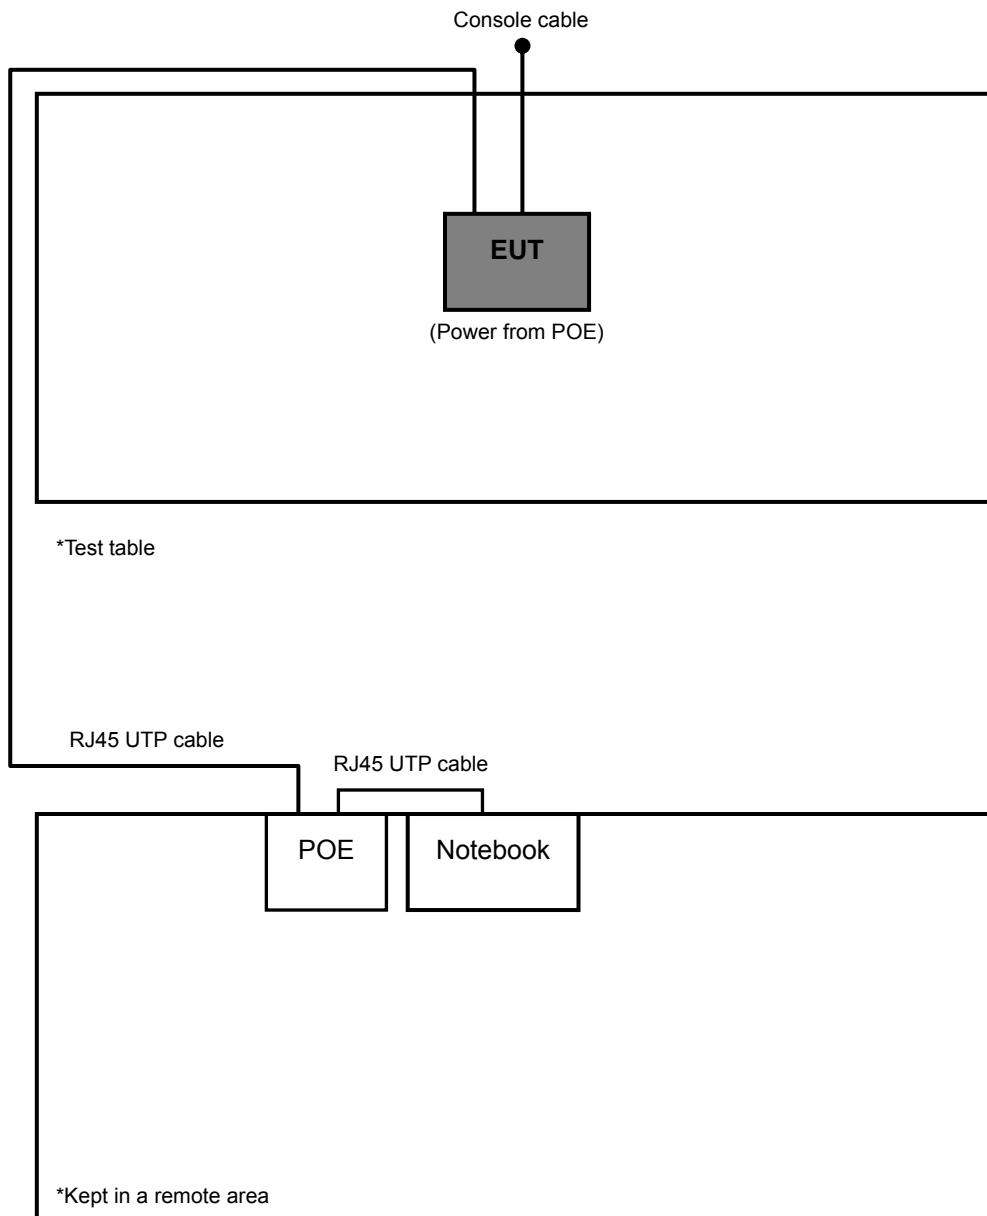 Console cable
EUT
(Power from POE)
*Test table
RJ45 UTP cable
RJ45 UTP cable
POE
Notebook
*Kept in a remote area